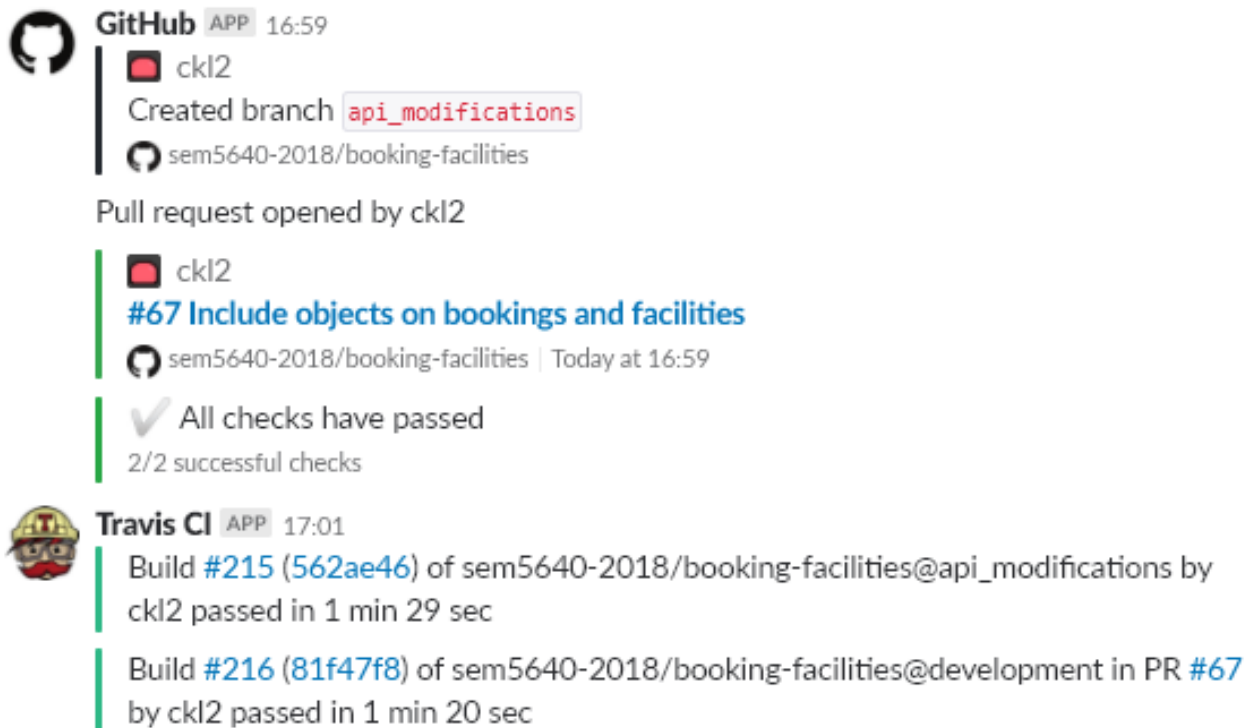 GitHub APP 16:59
ckl2
Created branch api_modifications
sem5640-2018/booking-facilities
Pull request opened by ckl2
ckl2
#67 Include objects on bookings and facilities
sem5640-2018/booking-facilities Today at 16:59
All checks have passed
2/2 successful checks
Travis CI APP 17:01
Build #215 (562ae46) of sem5640-2018/booking-facilities@api_modifications by
ckl2 passed in 1 min 29 sec
Build #216 (81f47f8) of sem5640-2018/booking-facilities@development in PR #67
by ckl2 passed in 1 min 20 sec